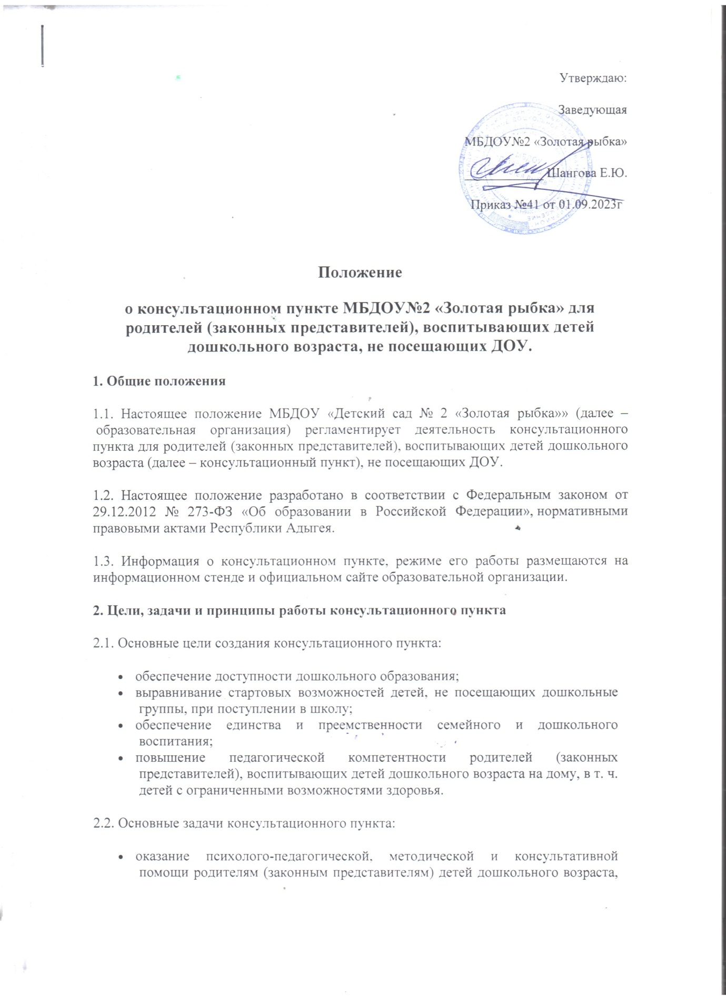 Утверждаю:
Заведующая
МБДОУ№2 «Золотая рыбка»
____________Шангова Е.Ю.
Приказ №41 от 01.09.2023г
Положение
о консультационном пункте МБДОУ№2 «Золотая рыбка» для
родителей (законных представителей), воспитывающих детей
дошкольного возраста, не посещающих ДОУ.
1. Общие положения
1.1. Настоящее положение МБДОУ «Детский сад № 2 «Золотая рыбка»» (далее –
образовательная организация) регламентирует деятельность консультационного
пункта для родителей (законных представителей), воспитывающих детей дошкольного
возраста (далее – консультационный пункт), не посещающих ДОУ.
1.2. Настоящее положение разработано в соответствии с Федеральным законом от
29.12.2012 № 273-ФЗ «Об образовании в Российской Федерации», нормативными
правовыми актами Республики Адыгея.
1.3. Информация о консультационном пункте, режиме его работы размещаются на
информационном стенде и официальном сайте образовательной организации.
2. Цели, задачи и принципы работы консультационного пункта
2.1. Основные цели создания консультационного пункта:
• обеспечение доступности дошкольного образования;
• выравнивание стартовых возможностей детей, не посещающих дошкольные
группы, при поступлении в школу;
• обеспечение единства и преемственности семейного и дошкольного
воспитания;
• повышение педагогической компетентности родителей (законных
представителей), воспитывающих детей дошкольного возраста на дому, в т. ч.
детей с ограниченными возможностями здоровья.
2.2. Основные задачи консультационного пункта:
• оказание психолого-педагогической, методической и консультативной
помощи родителям (законным представителям) детей дошкольного возраста,